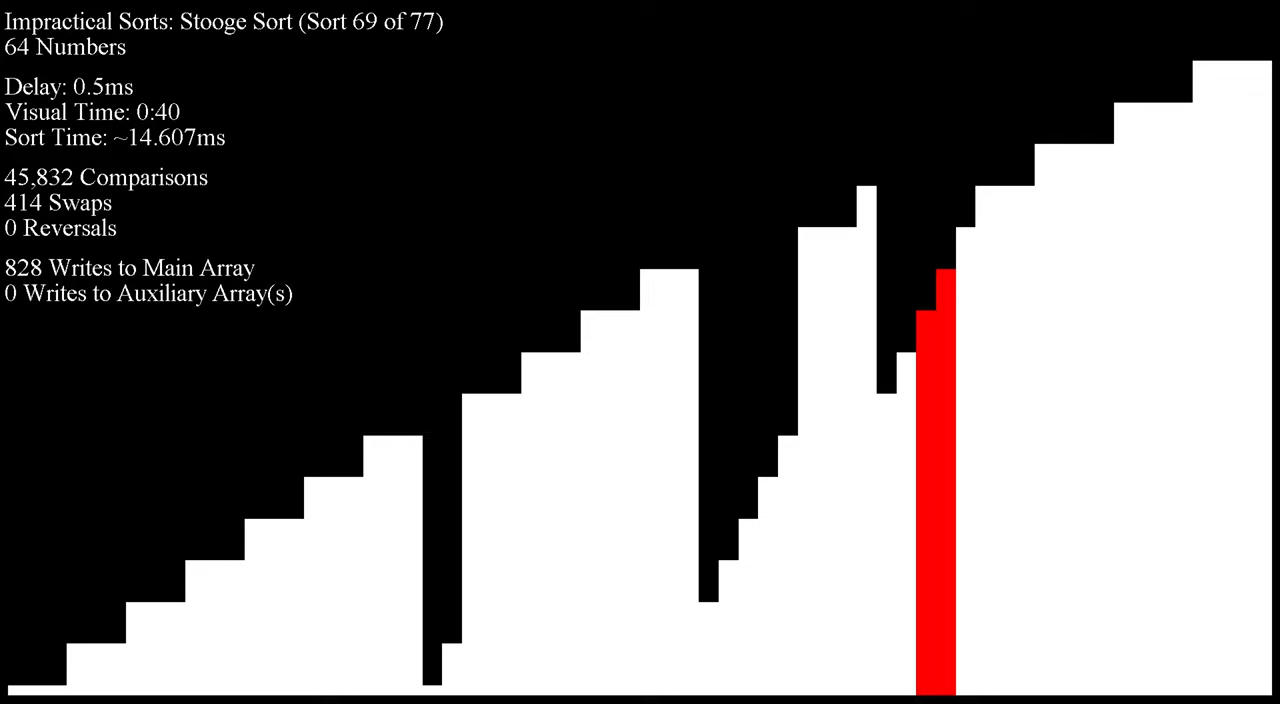 Impractical Sorts: Stooge Sort (Sort 69 of 77)
64 Numbers
Delay: 0.5ms
Visual Time: 0:40
Sort Time: ~14.607ms
45,832 Comparisons
414 Swaps
0 Reversals
828 Writes to Main Array
0 Writes to Auxiliary Array(s)